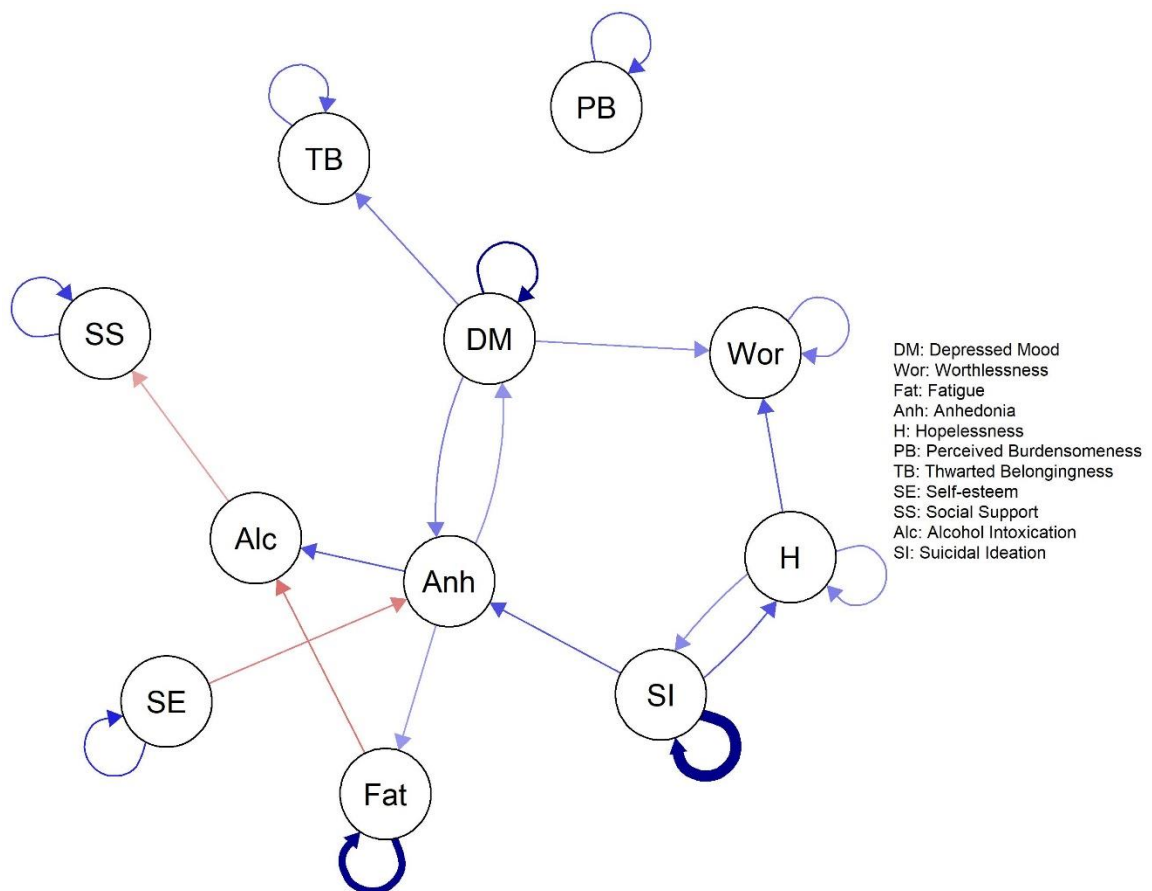 PB
TB
SS
DM
Wor
Alc
Anh
H
SE
SI
Fat
DM: Depressed Mood
Wor: Worthlessness
Fat: Fatigue
Anh: Anhedonia
H: Hopelessness
PB: Perceived Burdensomeness
TB: Thwarted Belongingness
SE: Self-esteem
SS: Social Support
Alc: Alcohol Intoxication
SI: Suicidal Ideation